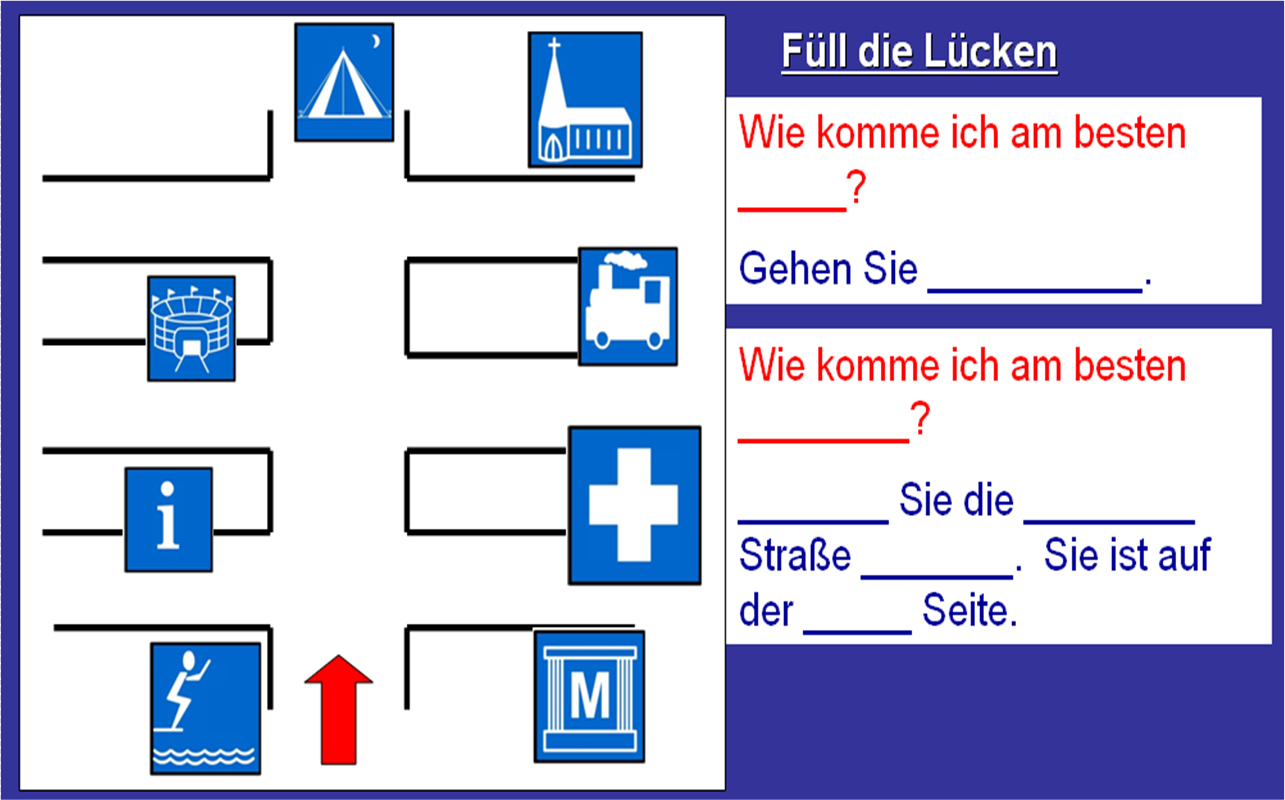 Füll die Lücken
Wie komme ich am besten
_____?
Gehen Sie __________.
Wie komme ich am besten
________?
_______ Sie die ________
Straße _______. Sie ist auf
der _____ Seite.
i
M